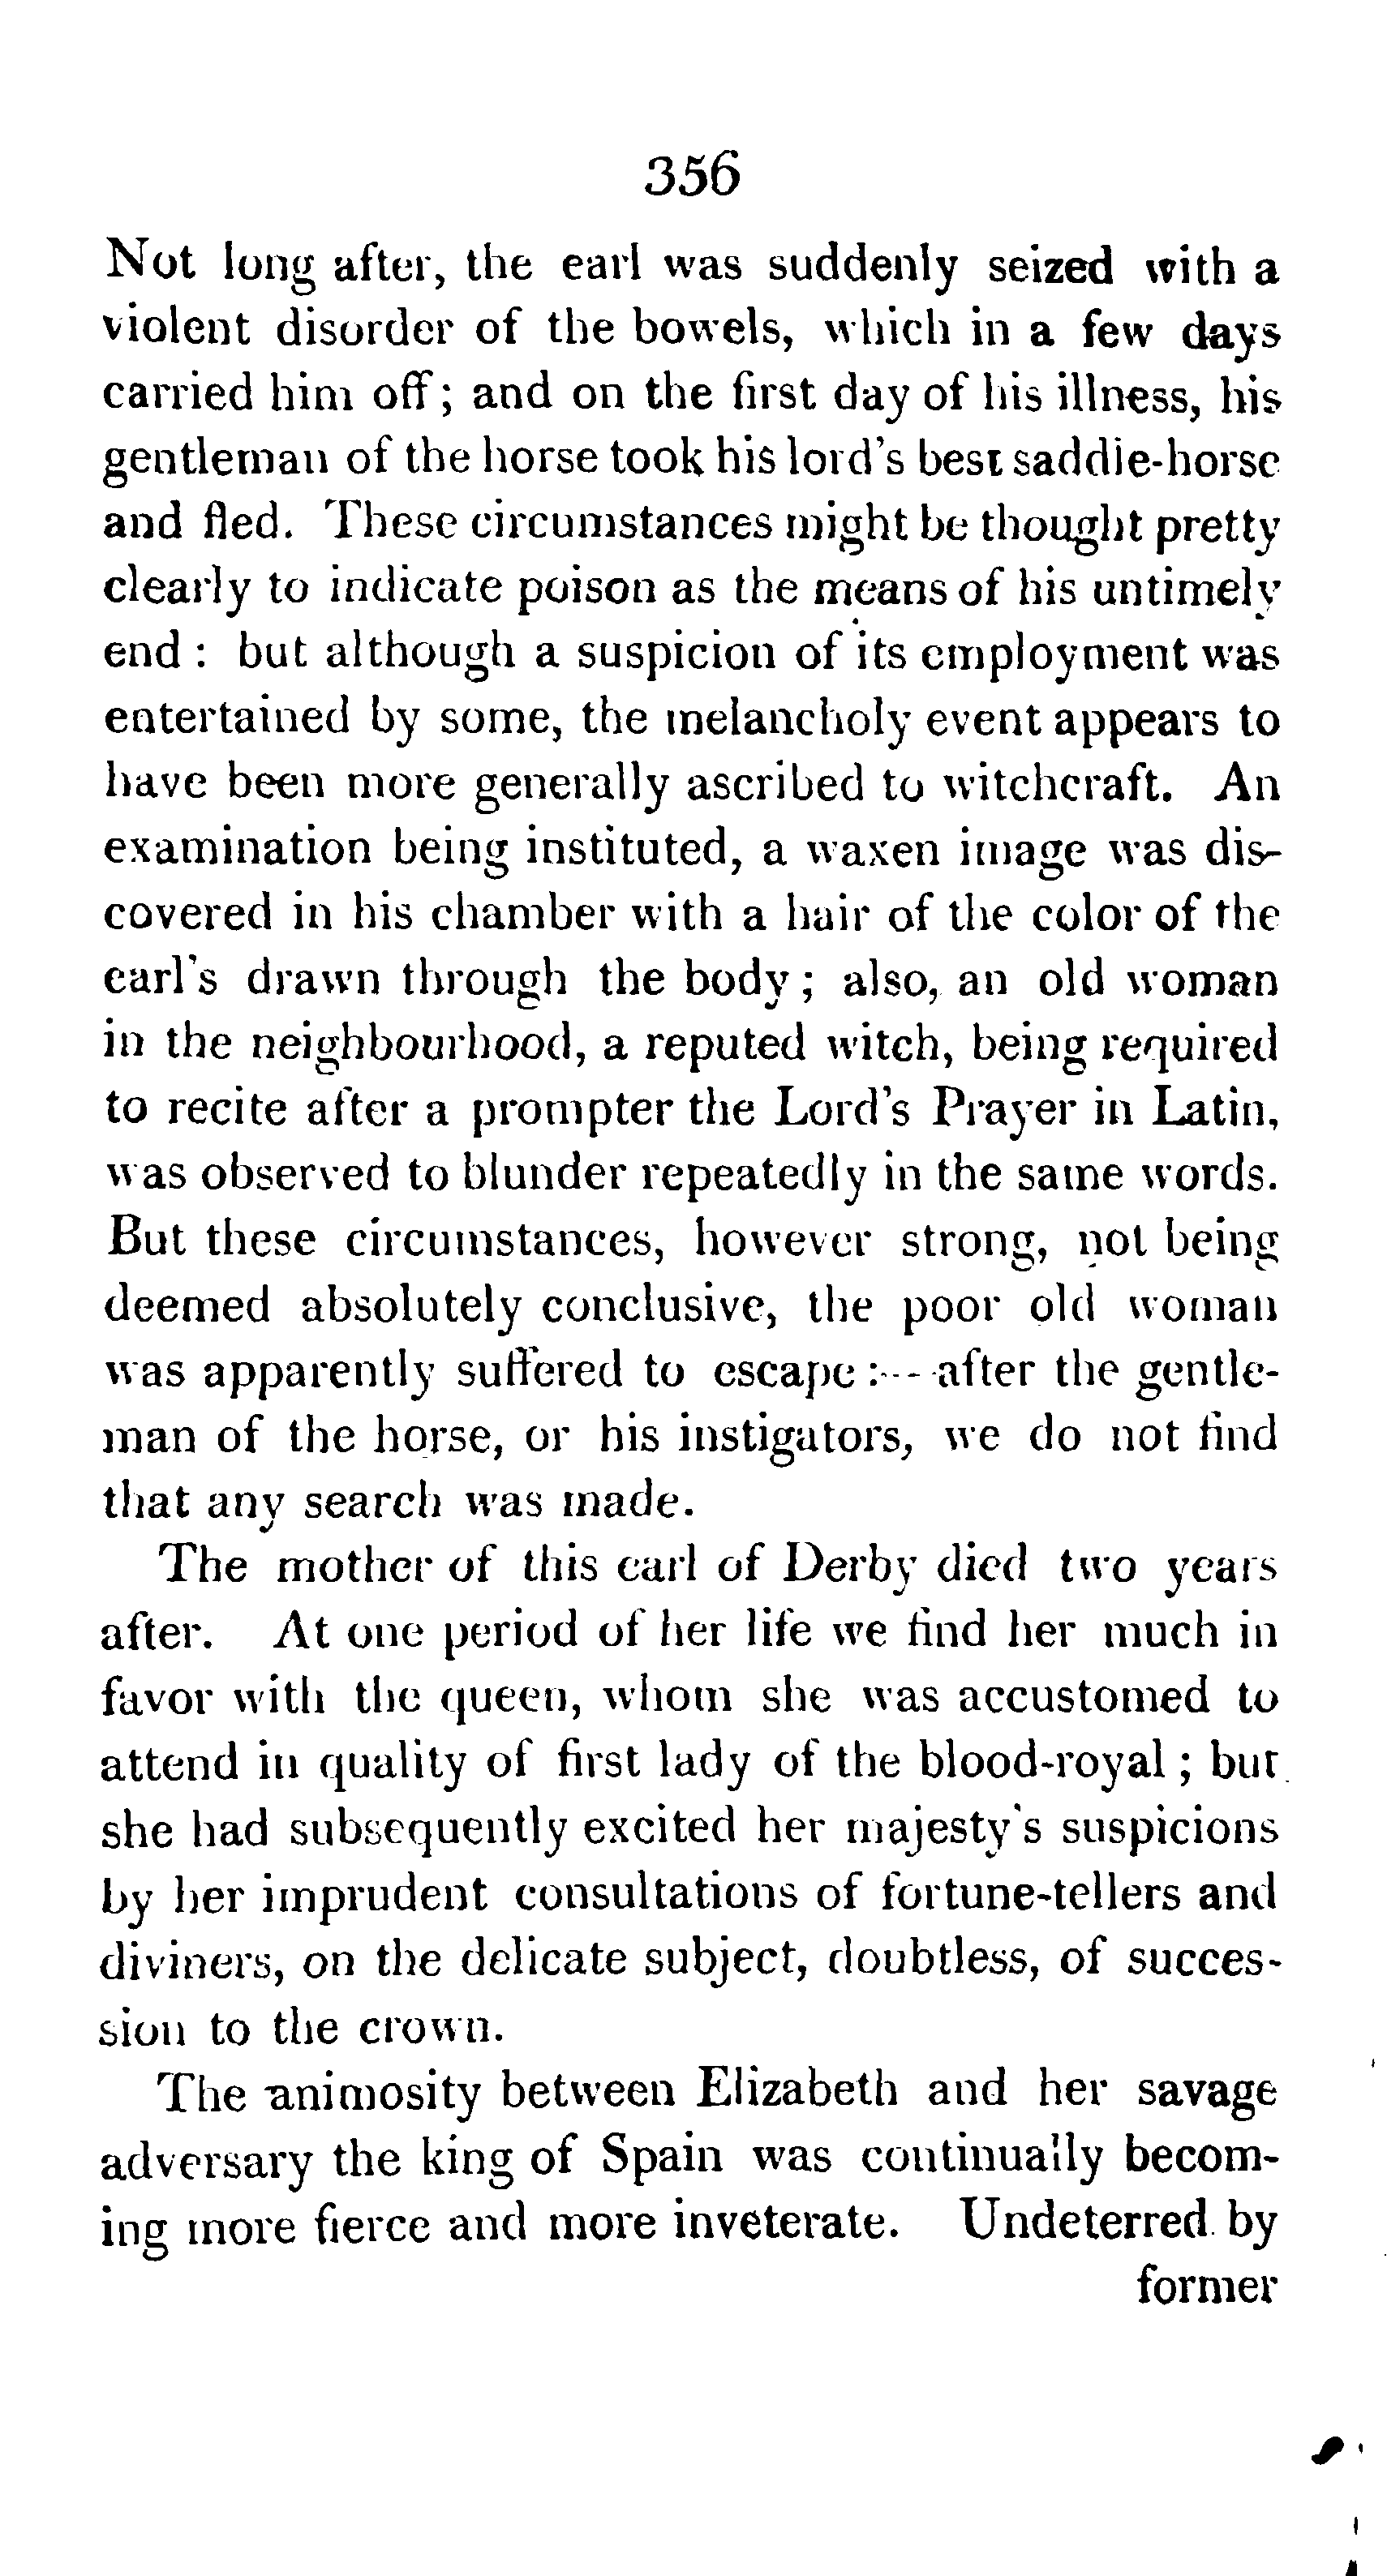 356
Not long after, the earl was suddenly seized with a
violent disorder of the bowels, which in a few days
carried him off; and on the first day of his illness, his
gentleman of the horse took his lord's best saddle-horse
and fled. These circumstances might be thought pretty
clearly to indicate poison as the means of his untimely
end : but although a suspicion of its employment was
entertained by some, the melancholy event appears to
have been more generally ascribed to witchcraft. An
examination being instituted, a waxen image was dis-
covered in his chamber with a hair of the color of the
earl's drawn through the body ; also, an old woman
in the neighbourhood, a reputed witch, being required
to recite after a prompter the Lord's Prayer in Latin,
was observed to blunder repeatedly in the same words.
But these circumstances, however strong, not being
deemed absolutely conclusive, the poor old woman
was apparently suffered to escape :--- after the gentle-
man of the horse, or his instigators, we do not find
that any search was made.
The mother of this earl of Derby died two years
after. At one period of her life we find her much in
favor with the queen, whom she was accustomed to
attend in quality of first lady of the blood-royal ; but
she had subsequently excited her majesty's suspicions
by her imprudent consultations of fortune-tellers and
diviners, on the delicate subject, doubtless, of succes-
sion to the crown.
The animosity between Elizabeth and her savage
adversary the king of Spain was continually becom-
ing more fierce and more inveterate. Undeterred by
former